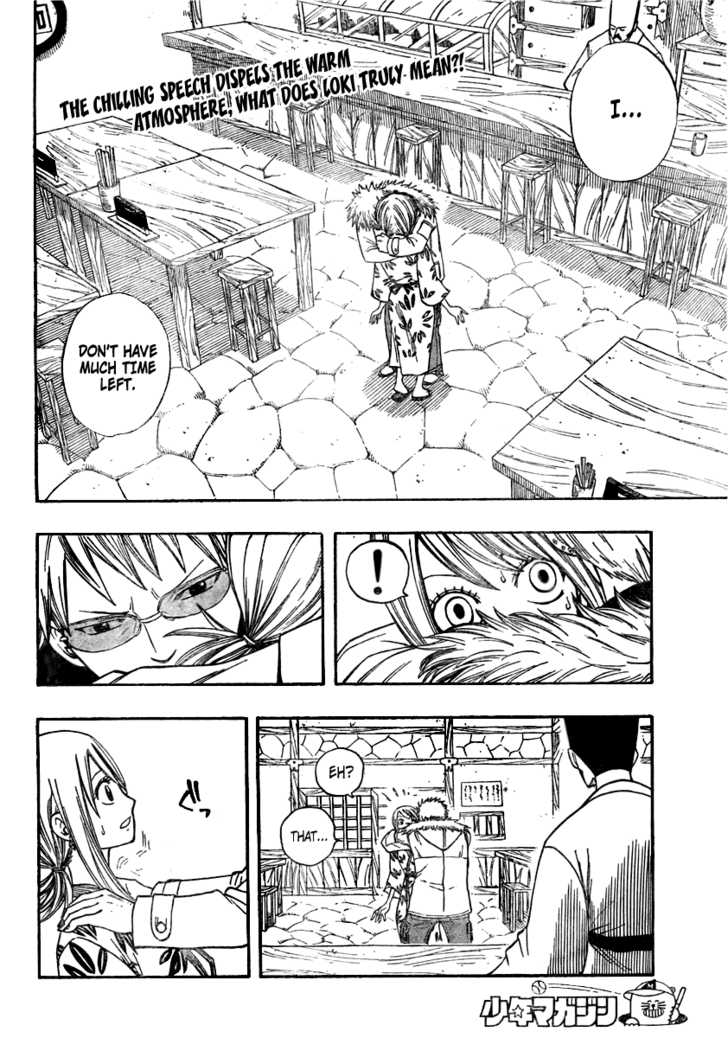 THE CHILLING SPEECH DISPELS THE WARM
ATMOSPHERE, WHAT DOES LOKI TRULY MEAN?!
I...
DON'T HAVE
MUCH TIME
LEFT.
!
EH?
THAT...
少年マガジン